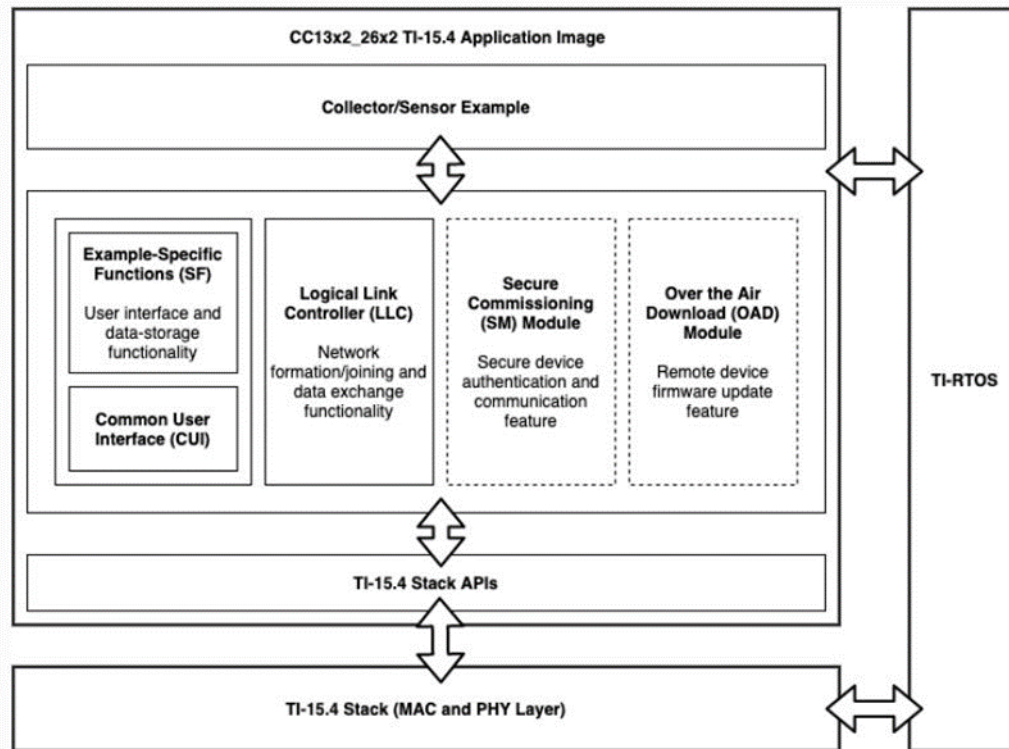 CC13x2_26x2 TI-15.4 Application Image
Collector/Sensor Example
Example-Specific
Functions (SF)
User interface and
data-storage
functionality
Common User
Interface (CUI)
Logical Link
Controller (LLC)
Network
formation/joining and
data exchange
functionality
Secure
Commissioning
(SM) Module
Secure device
authentication and
communication
feature
Over the Air
Download (OAD)
Module
Remote device
firmware update
feature
TI-RTOS
TI-15.4 Stack APIs
TI-15.4 Stack (MAC and PHY Layer)